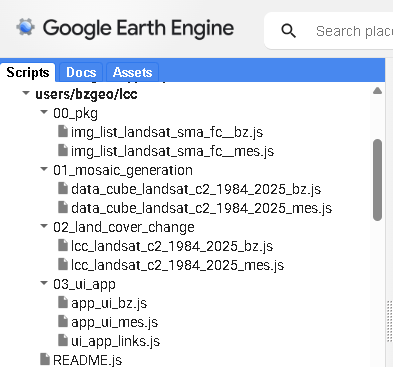 Google Earth Engine
Search plac
Scripts Docs Assets
users/bzgeo/lcc
00_pkg
img_list_landsat_sma_fc__bz.js
img_list_landsat_sma_fc__mes.js
01_mosaic_generation
data_cube_landsat_c2_1984_2025_bz.js
data_cube_landsat_c2_1984_2025_mes.js
02_land_cover_change
lcc_landsat_c2_1984_2025_bz.js
lcc_landsat_c2_1984_2025_mes.js
03_ui_app
app_ui_bz.js
app_ui_mes.js
ui_app_links.js
README.js